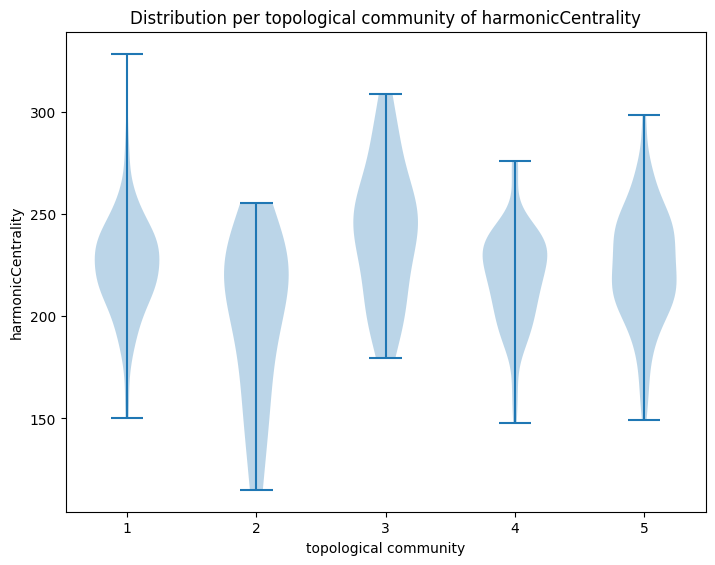 Distribution per topological community of harmonicCentrality
harmonicCentrality
300
250
200
150
1 2 3 4 5
topological community